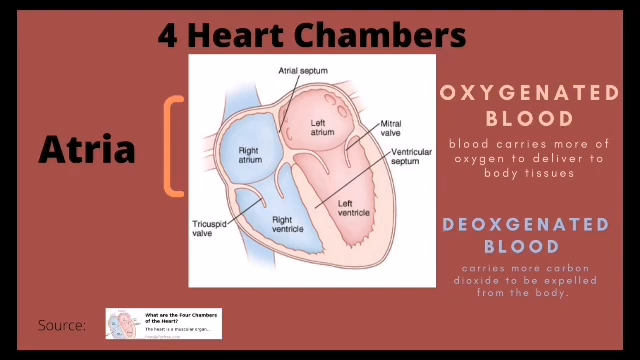 4 Heart Chambers
Atrial septum
Left
atrium
Mitral
valve
Right
atrium
Ventricular
septum
Left
ventricle
Right
ventricle
Tricuspid
valve
Atria
OXYGENATED
BLOOD
blood carries more of
oxygen to deliver to
body tissues
DEOXGENATED
BLOOD
carries more carbon
dioxide to be expelled
from the body.
Source:
What are the Four Chambers
of the Heart?
The heart is a muscular organ...